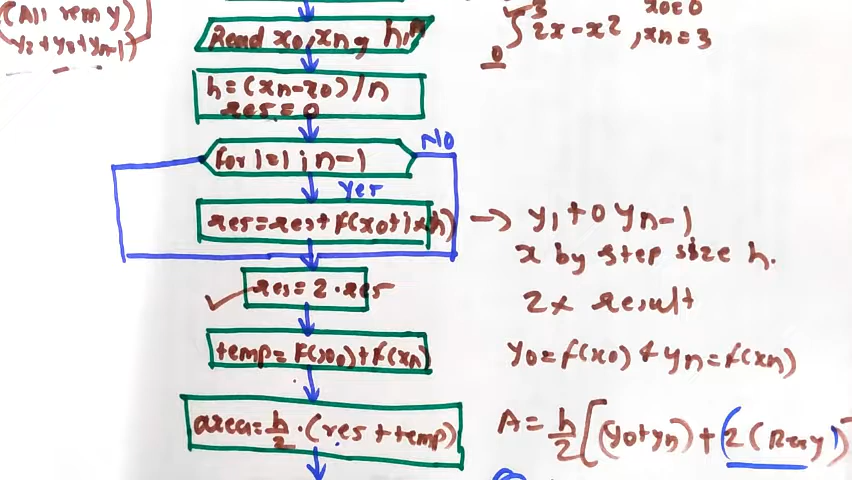 (All rem y)
(y2+y0+yn-1)
Read x0, xn, h, n
h=(xn-x0)/n
res=0
For i=1; n-1
No
Yes
res=res+F(x0+i*h)
res=2·res
temp=F(x0)+F(xn)
area=h/2·(res+temp)
∫ 0 3 2x-x2, xn=3
x0=0
→ y1+0 yn-1
x by step size h.
2x result
y0=f(x0) & yn=f(xn)
A=h/2[(y0+yn)+(2(Rem y)